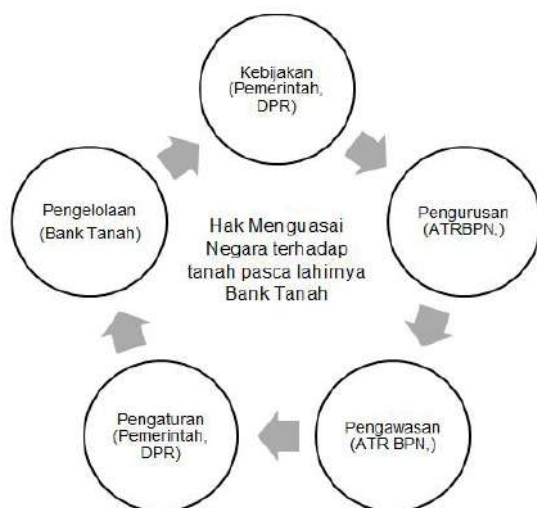 Kebijakan
(Pemerintah,
DPR)
Pengurusan
(ATRBPN,)
Pengawasan
(ATR BPN,)
Pengaturan
(Pemerintah,
DPR)
Pengelolaan
(Bank Tanah)
Hak Menguasai
Negara terhadap
tanah pasca lahirnya
Bank Tanah